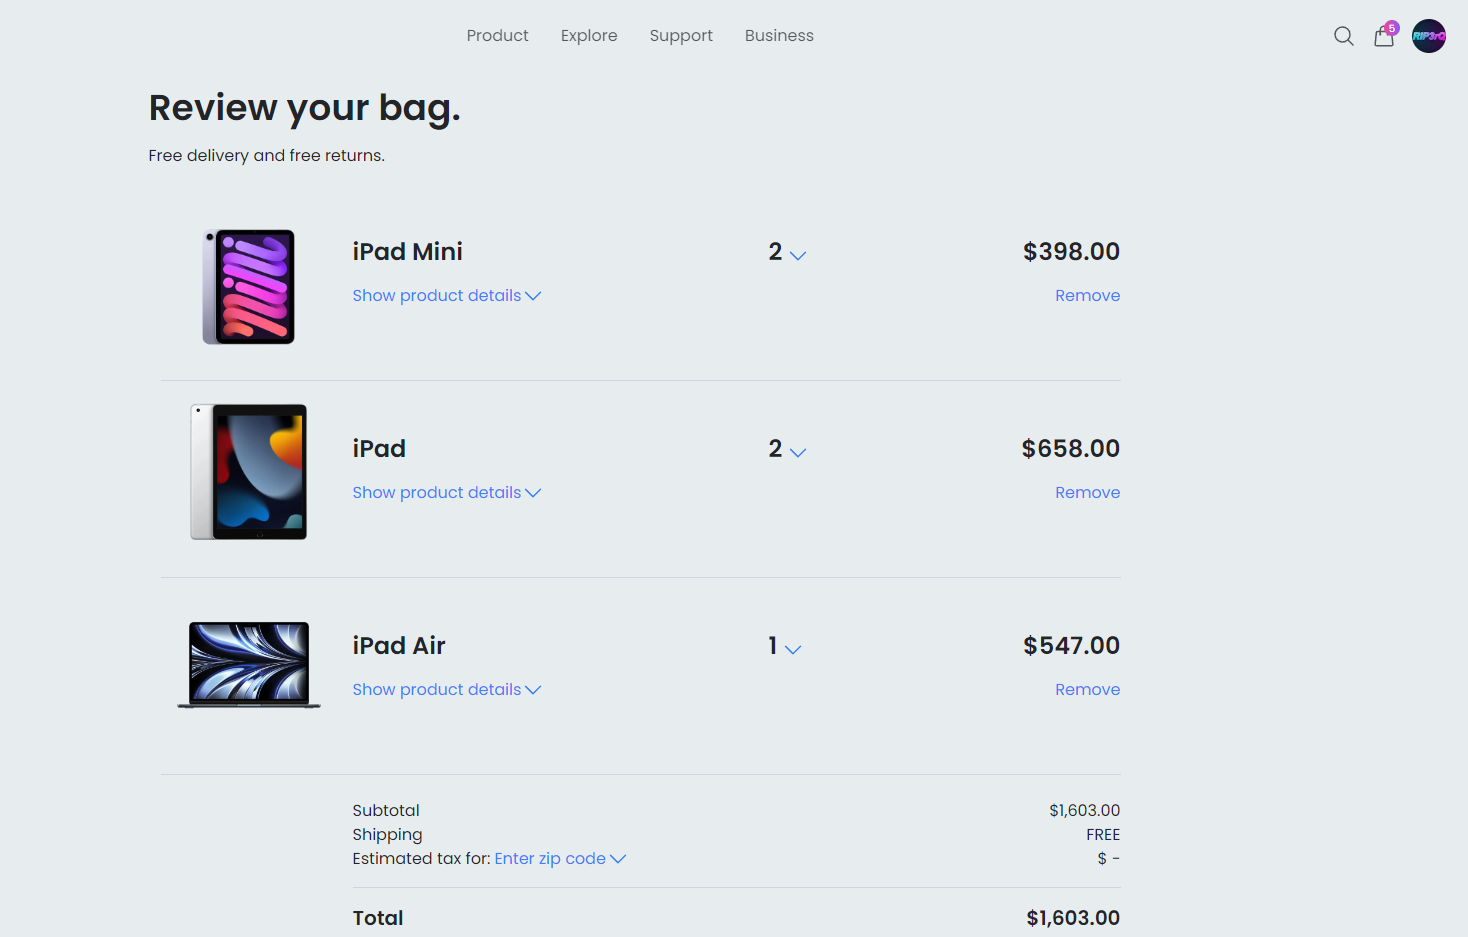 Product Explore Support Business 5 RIP3rQ
Review your bag.
Free delivery and free returns.
iPad Mini 2 $398.00
Show product details Remove
iPad 2 $658.00
Show product details Remove
iPad Air 1 $547.00
Show product details Remove
Subtotal $1,603.00
Shipping FREE
Estimated tax for: Enter zip code $ -
Total $1,603.00